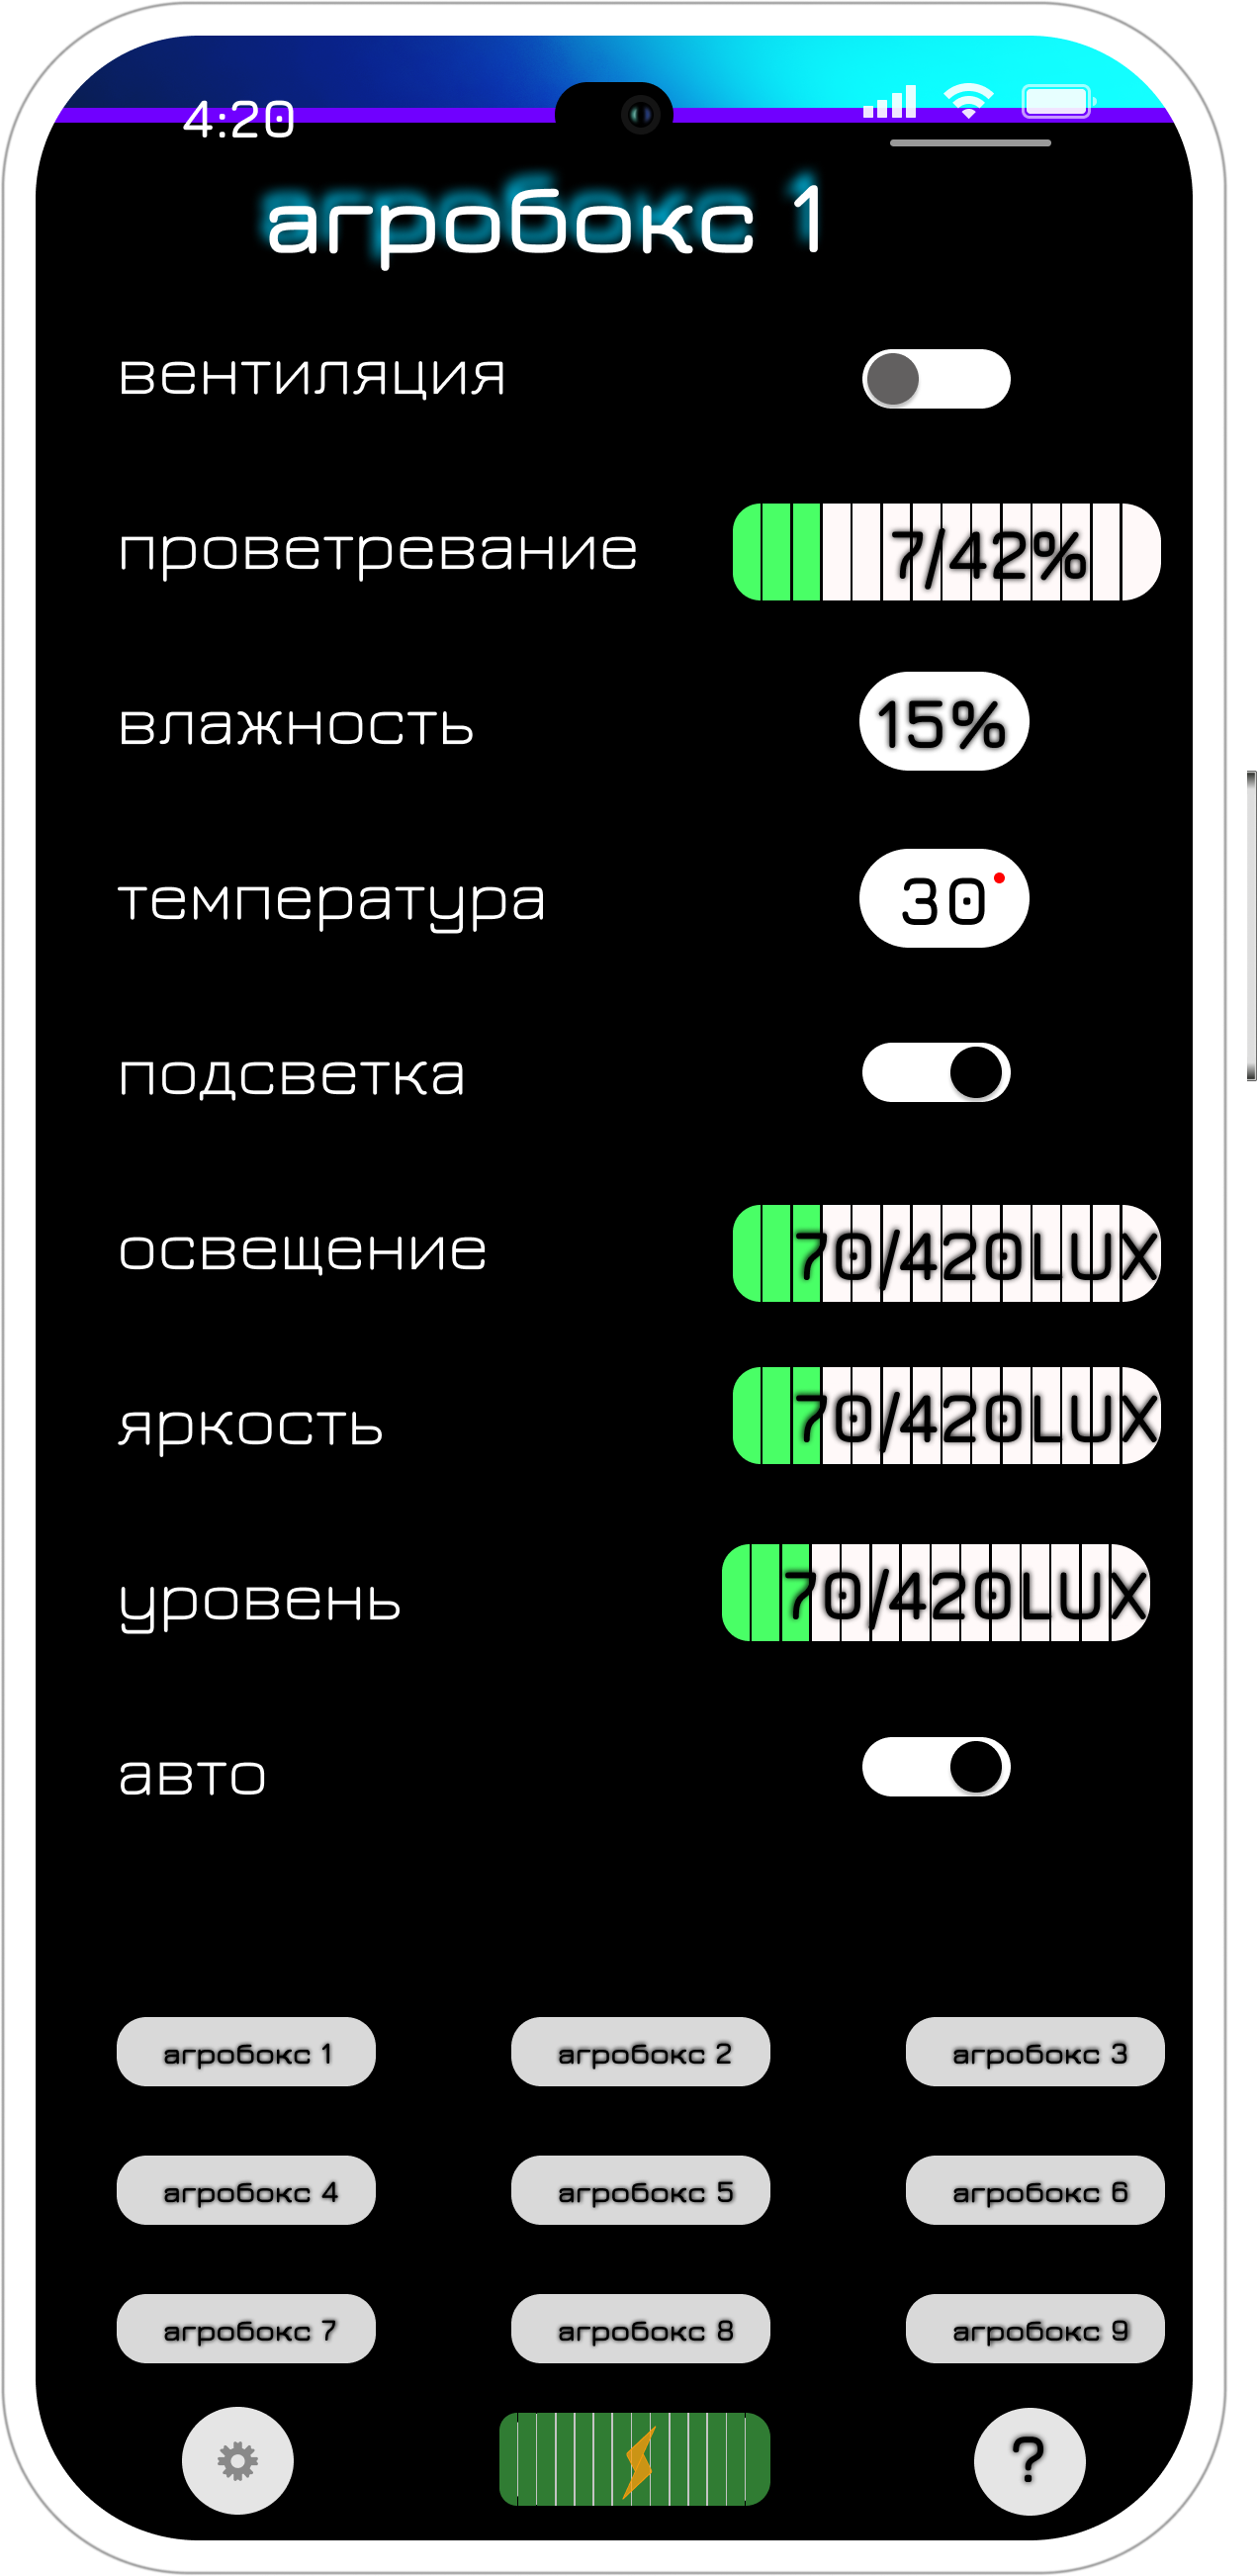 4:20
агробокс 1
вентиляция
проветревание 7/42%
влажность 15%
температура 30
подсветка
освещение 70/420LUX
яркость 70/420LUX
уровень 70/420LUX
авто
агробокс 1 агробокс 2 агробокс 3
агробокс 4 агробокс 5 агробокс 6
агробокс 7 агробокс 8 агробокс 9
?